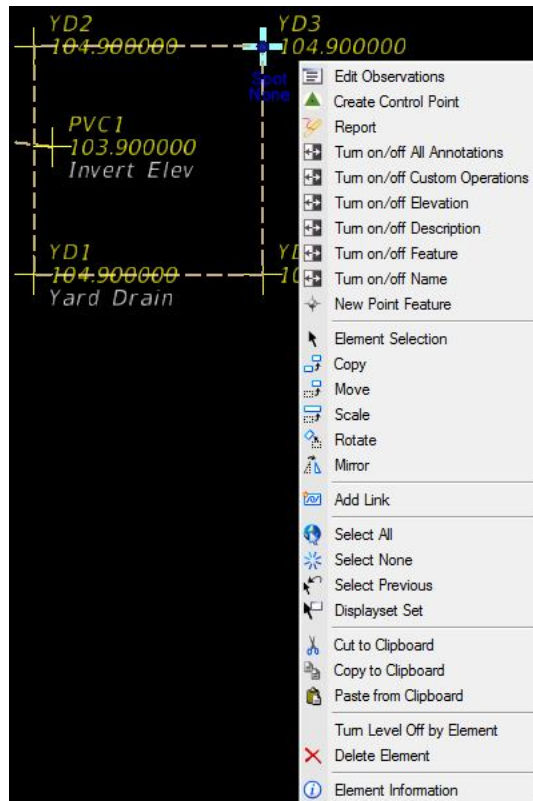 YD2
104.900000
YD3
104.900000
Spot
None
PVC1
103.900000
Invert Elev
YD1
104.900000
Yard Drain
Edit Observations
Create Control Point
Report
Turn on/off All Annotations
Turn on/off Custom Operations
Turn on/off Elevation
Turn on/off Description
Turn on/off Feature
Turn on/off Name
New Point Feature
Element Selection
Copy
Move
Scale
Rotate
Mirror
Add Link
Select All
Select None
Select Previous
Displayset Set
Cut to Clipboard
Copy to Clipboard
Paste from Clipboard
Turn Level Off by Element
Delete Element
Element Information